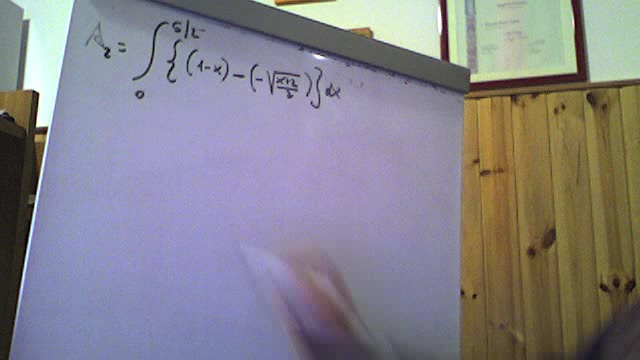 A₂ = ∫₀^{5/2} { (1-x) - (-√((x+2)/2)) } dx